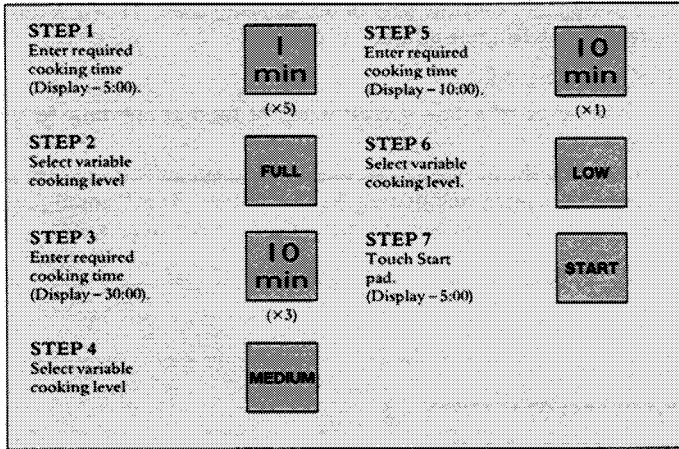 STEP 1
Enter required
cooking time
(Display – 5:00).
1
min
(×5)
STEP 2
Select variable
cooking level
FULL
STEP 3
Enter required
cooking time
(Display – 30:00).
10
min
(×3)
STEP 4
Select variable
cooking level
MEDIUM
STEP 5
Enter required
cooking time
(Display – 10:00).
10
min
(×1)
STEP 6
Select variable
cooking level.
LOW
STEP 7
Touch Start
pad.
(Display – 5:00)
START